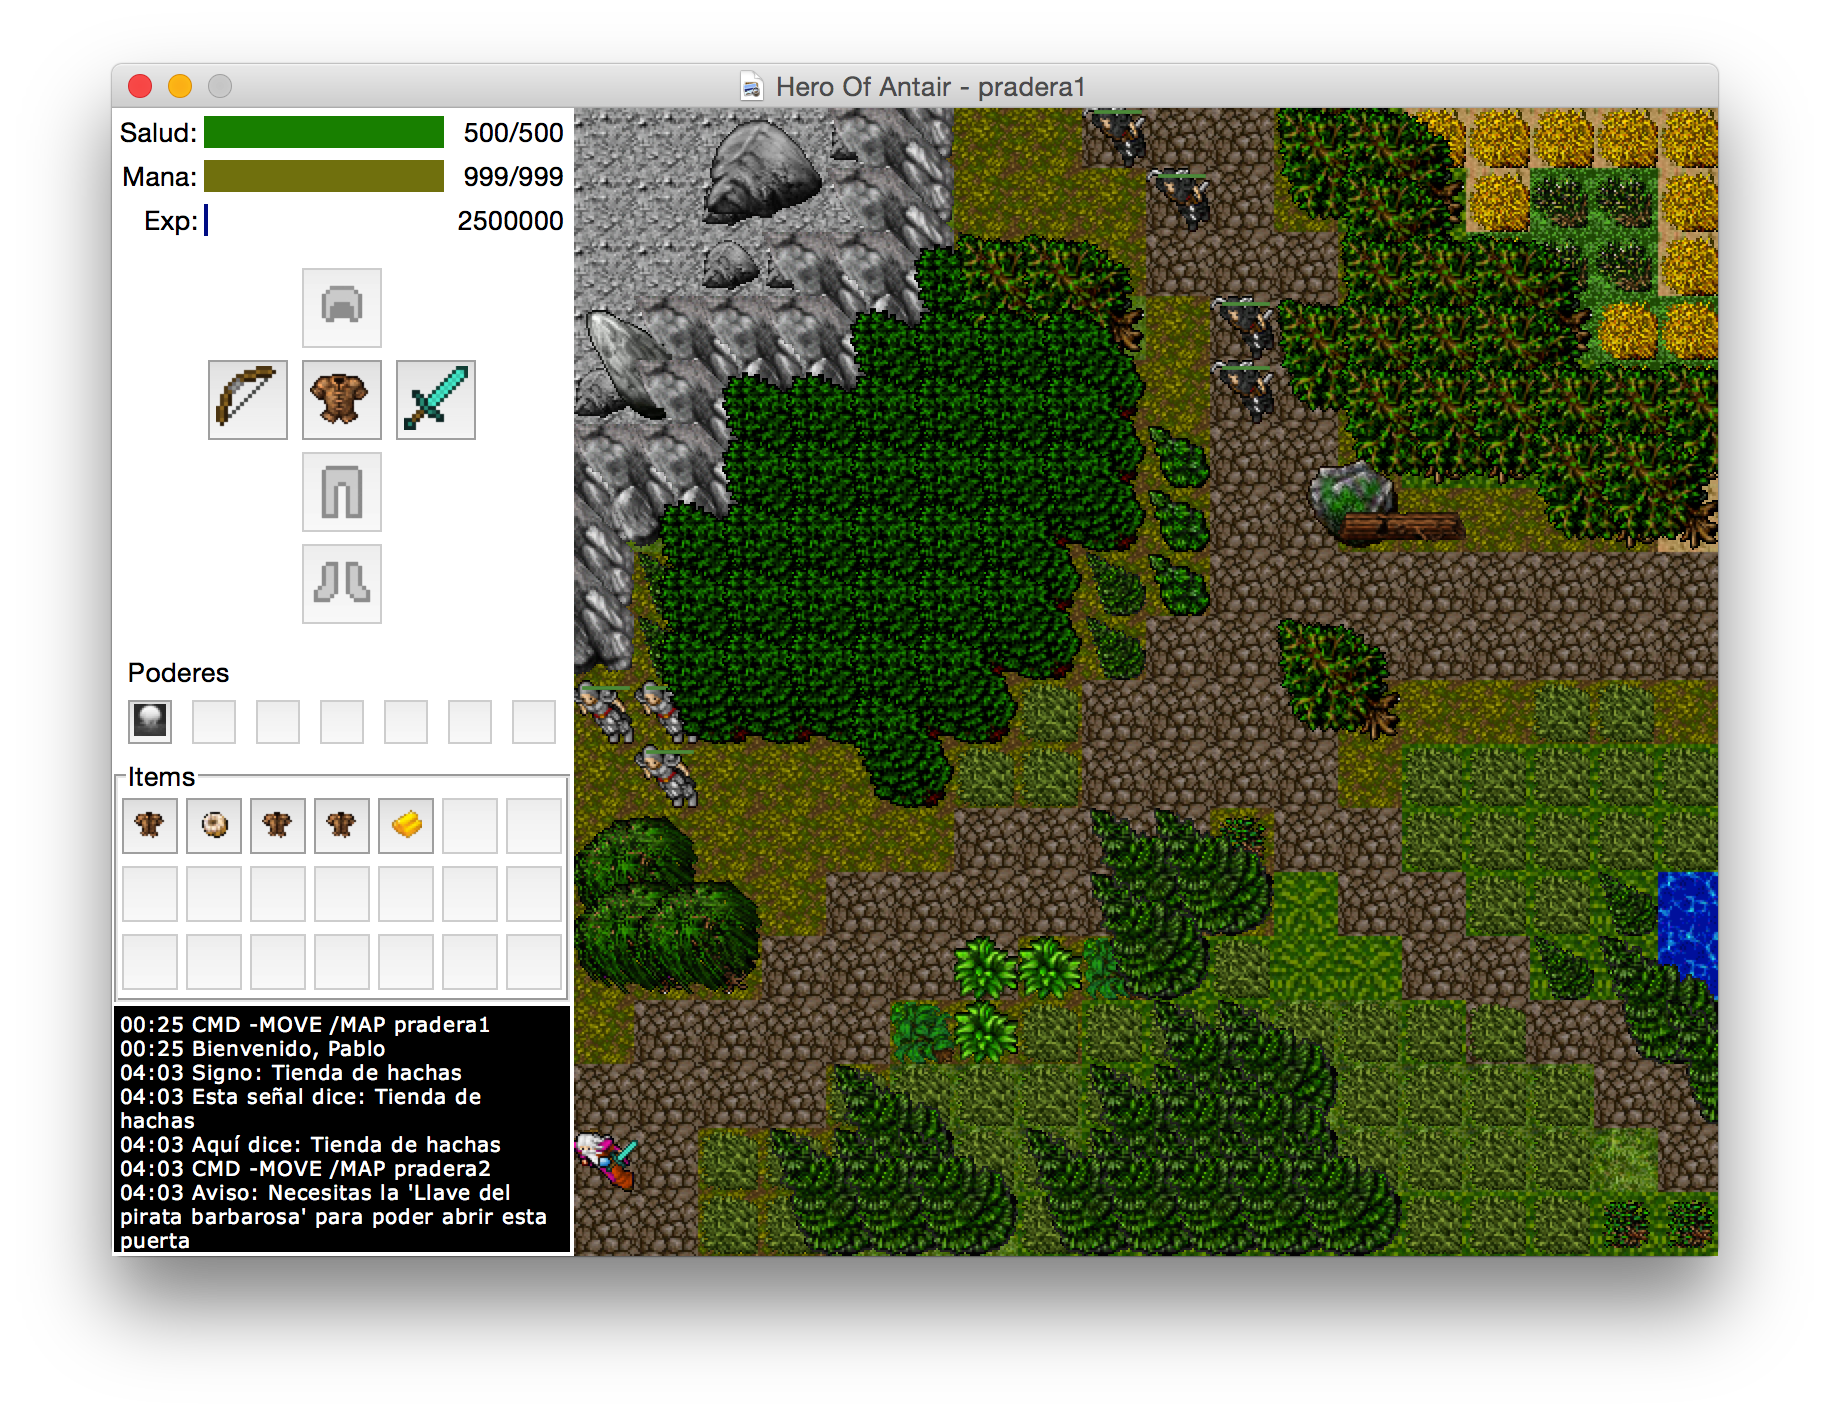 Hero Of Antair - pradera1
Salud: 500/500
Mana: 999/999
Exp: 2500000
Poderes
Items
00:25 CMD -MOVE /MAP pradera1
00:25 Bienvenido, Pablo
04:03 Signo: Tienda de hachas
04:03 Esta señal dice: Tienda de
hachas
04:03 Aquí dice: Tienda de hachas
04:03 CMD -MOVE /MAP pradera2
04:03 Aviso: Necesitas la 'Llave del
pirata barbarosa' para poder abrir esta
puerta